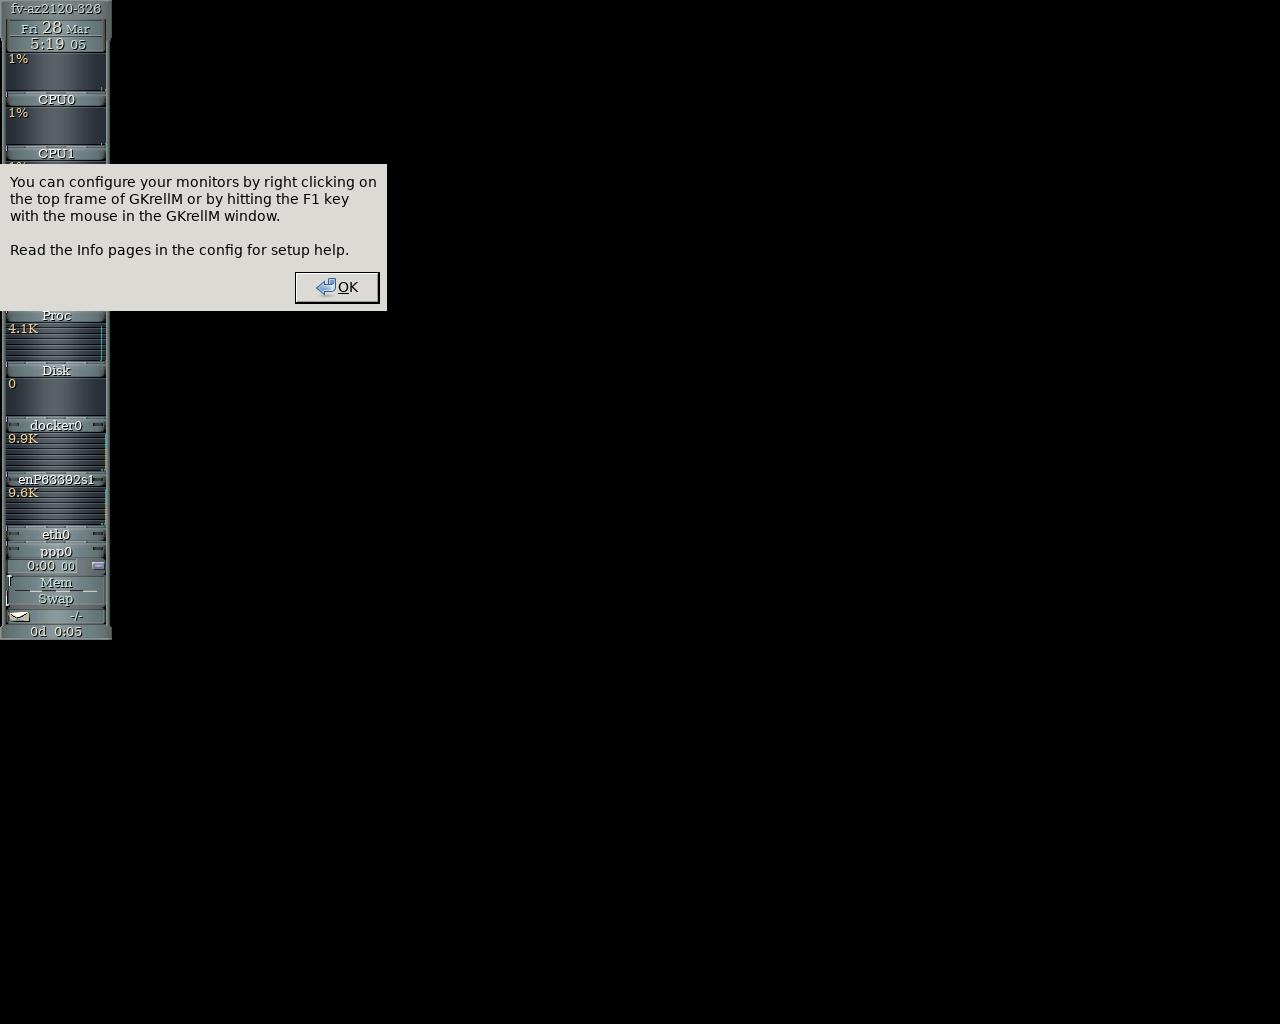 fv-az2120-326
Fri 28 Mar
5:19 05
1%
CPU0
1%
CPU1
You can configure your monitors by right clicking on
the top frame of GKrellM or by hitting the F1 key
with the mouse in the GKrellM window.
Read the Info pages in the config for setup help.
OK
Proc
4.1K
Disk
0
docker0
9.9K
enP63392s1
9.6K
eth0
ppp0
0:00 00
Mem
Swap
-/-
0d 0:05